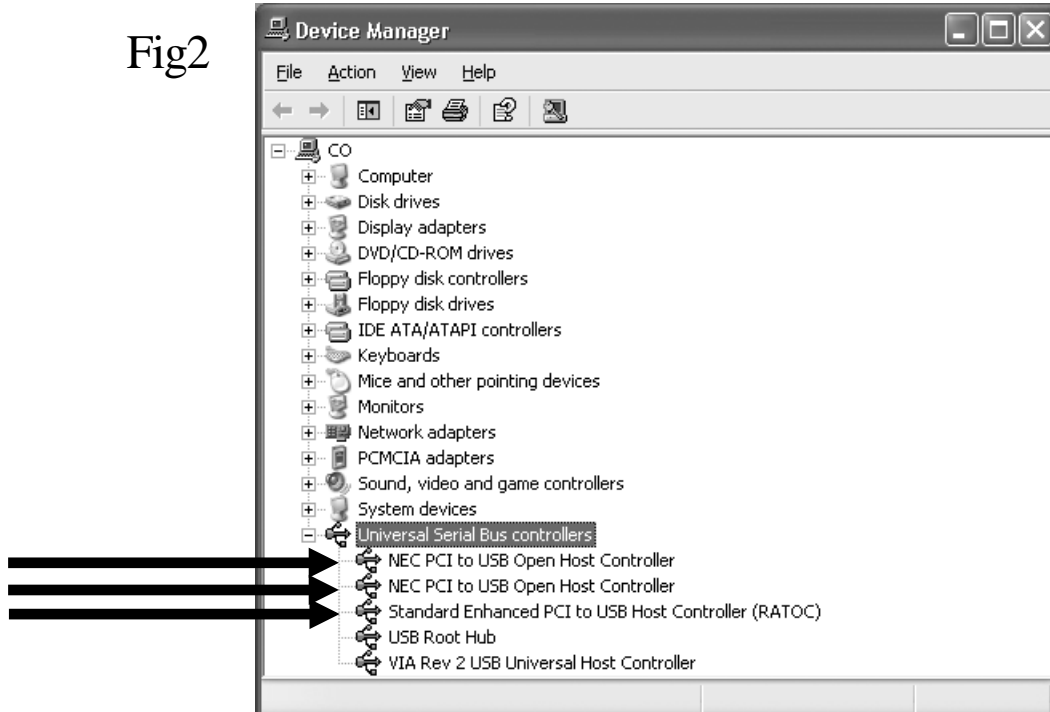 Fig2
Device Manager
File Action View Help
CO
Computer
Disk drives
Display adapters
DVD/CD-ROM drives
Floppy disk controllers
Floppy disk drives
IDE ATA/ATAPI controllers
Keyboards
Mice and other pointing devices
Monitors
Network adapters
PCMCIA adapters
Sound, video and game controllers
System devices
Universal Serial Bus controllers
NEC PCI to USB Open Host Controller
NEC PCI to USB Open Host Controller
Standard Enhanced PCI to USB Host Controller (RATOC)
USB Root Hub
VIA Rev 2 USB Universal Host Controller